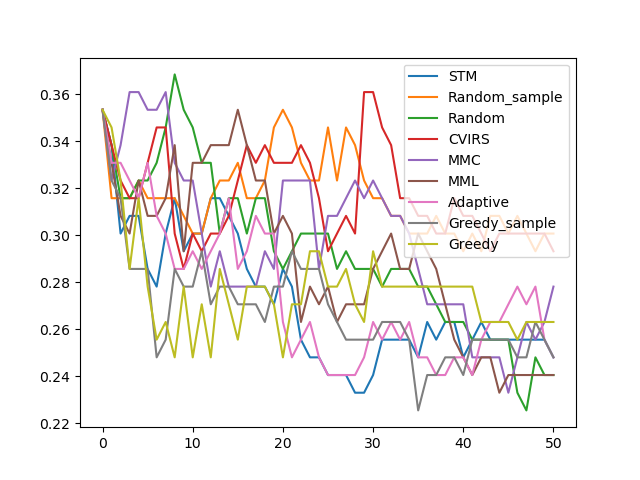 0.36
0.34
0.32
0.30
0.28
0.26
0.24
0.22
0
10
20
30
40
50
STM
Random_sample
Random
CVIRS
MMC
MML
Adaptive
Greedy_sample
Greedy